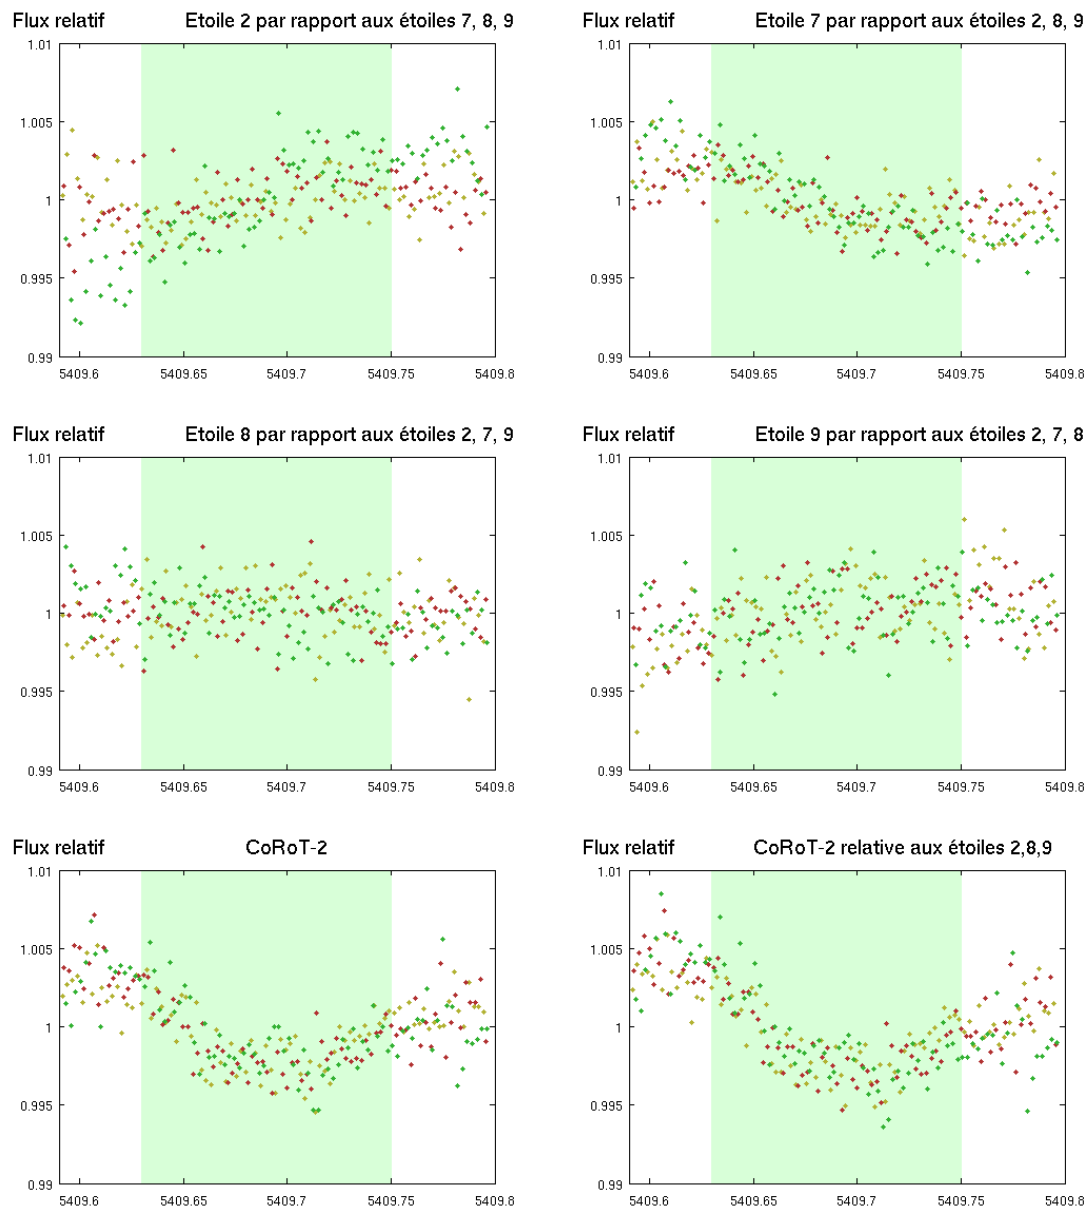 Flux relatif Etoile 2 par rapport aux étoiles 7, 8, 9
1.01
1.005
1
0.995
0.99
5409.6 5409.65 5409.7 5409.75 5409.8
Flux relatif Etoile 7 par rapport aux étoiles 2, 8, 9
1.01
1.005
1
0.995
0.99
5409.6 5409.65 5409.7 5409.75 5409.8
Flux relatif Etoile 8 par rapport aux étoiles 2, 7, 9
1.01
1.005
1
0.995
0.99
5409.6 5409.65 5409.7 5409.75 5409.8
Flux relatif Etoile 9 par rapport aux étoiles 2, 7, 8
1.01
1.005
1
0.995
0.99
5409.6 5409.65 5409.7 5409.75 5409.8
Flux relatif CoRoT-2
1.01
1.005
1
0.995
0.99
5409.6 5409.65 5409.7 5409.75 5409.8
Flux relatif CoRoT-2 relative aux étoiles 2,8,9
1.01
1.005
1
0.995
0.99
5409.6 5409.65 5409.7 5409.75 5409.8